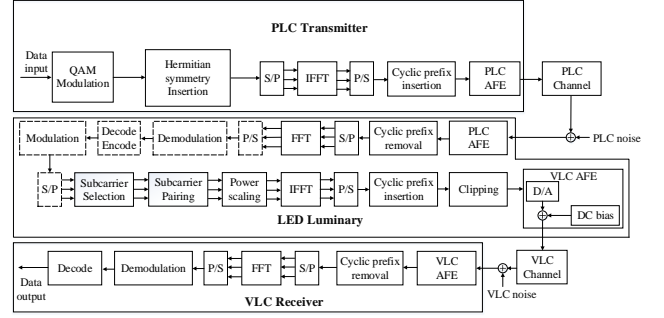 PLC Transmitter
Data
input
QAM
Modulation
Hermitian
symmetry
Insertion
S/P
IFFT
P/S
Cyclic prefix
insertion
PLC
AFE
PLC
Channel
Modulation
Decode
Encode
Demodulation
P/S
FFT
S/P
Cyclic prefix
removal
PLC
AFE
PLC noise
S/P
Subcarrier
Selection
Subcarrier
Pairing
Power
scaling
IFFT
P/S
Cyclic prefix
insertion
Clipping
VLC AFE
D/A
DC bias
LED Luminary
Data
output
Decode
Demodulation
P/S
FFT
S/P
Cyclic prefix
removal
VLC
AFE
VLC
Channel
VLC noise
VLC Receiver